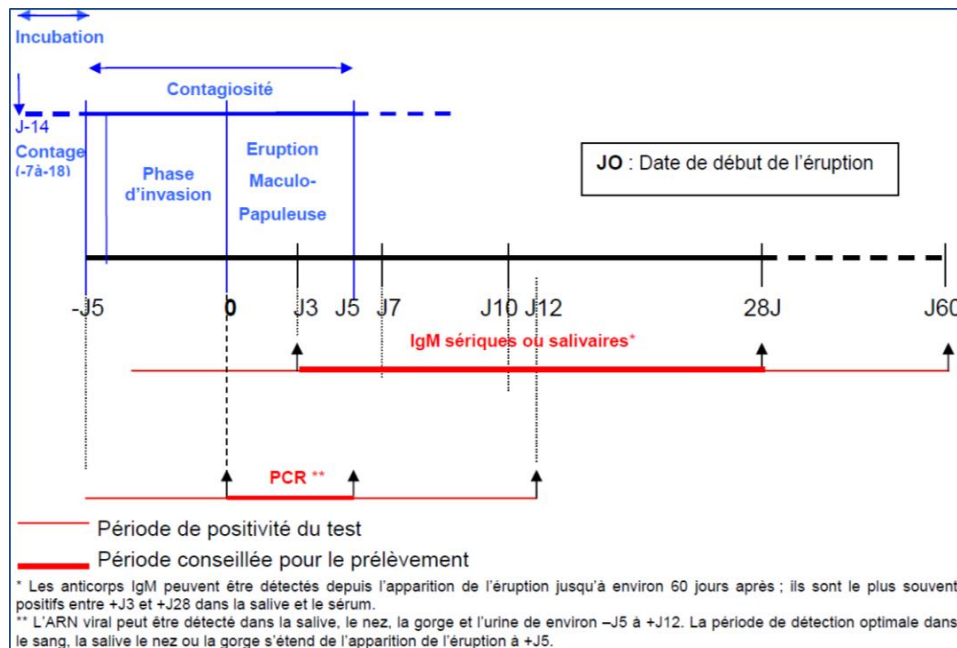 Incubation
Contagiosité
J-14
Contage
(-7à-18)
Phase
d'invasion
Eruption
Maculo-
Papuleuse
JO : Date de début de l'éruption
-J5 0 J3 J5 J7 J10 J12 28J J60
IgM sériques ou salivaires*
PCR **
Période de positivité du test
Période conseillée pour le prélèvement
* Les anticorps IgM peuvent être détectés depuis l'apparition de l'éruption jusqu'à environ 60 jours après ; ils sont le plus souvent
positifs entre +J3 et +J28 dans la salive et le sérum.
** L'ARN viral peut être détecté dans la salive, le nez, la gorge et l'urine de environ –J5 à +J12. La période de détection optimale dans
le sang, la salive le nez ou la gorge s'étend de l'apparition de l'éruption à +J5.